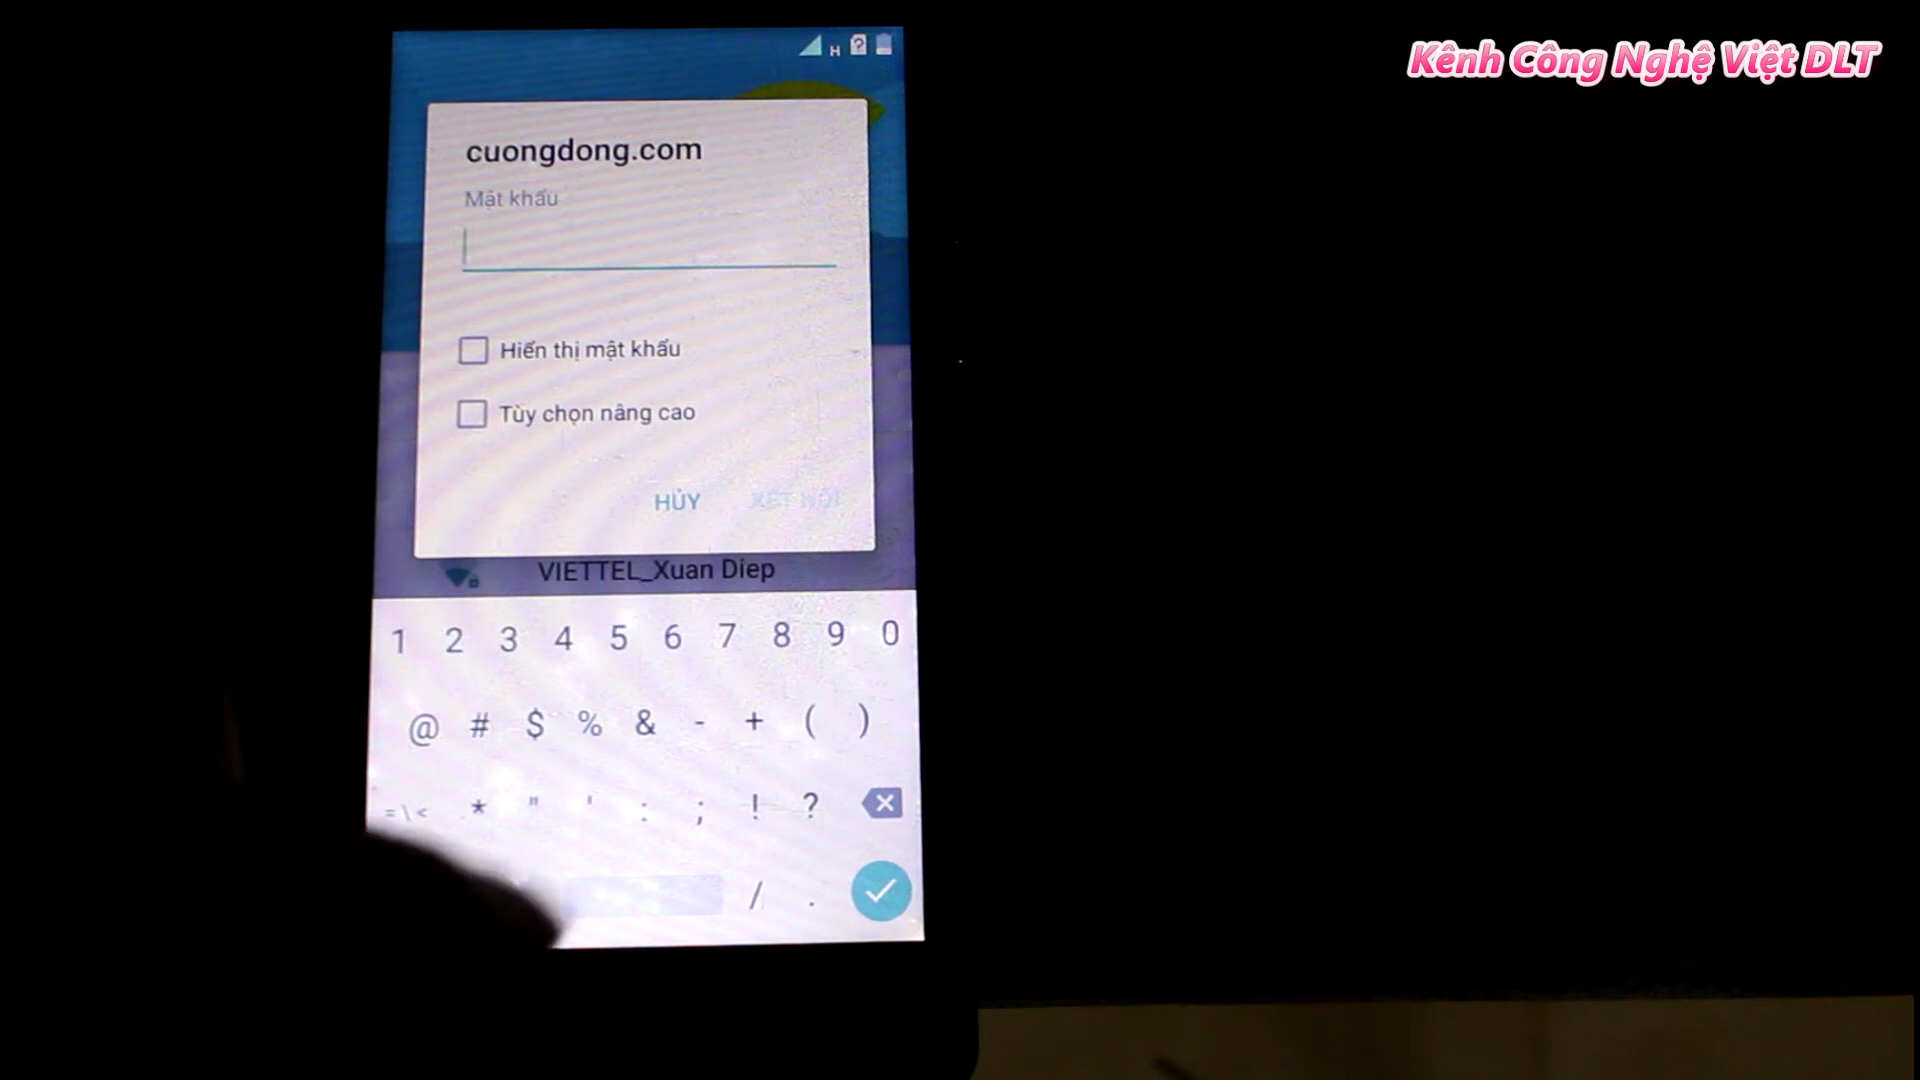 Kênh Công Nghệ Việt DLT
H
cuongdong.com
Mật khẩu
Hiển thị mật khẩu
Tùy chọn nâng cao
HỦY KẾT NỐI
VIETTEL_Xuan Diep
1 2 3 4 5 6 7 8 9 0
@ # $ % & - + ( )
= \ < * " ' : ; ! ?
/ .